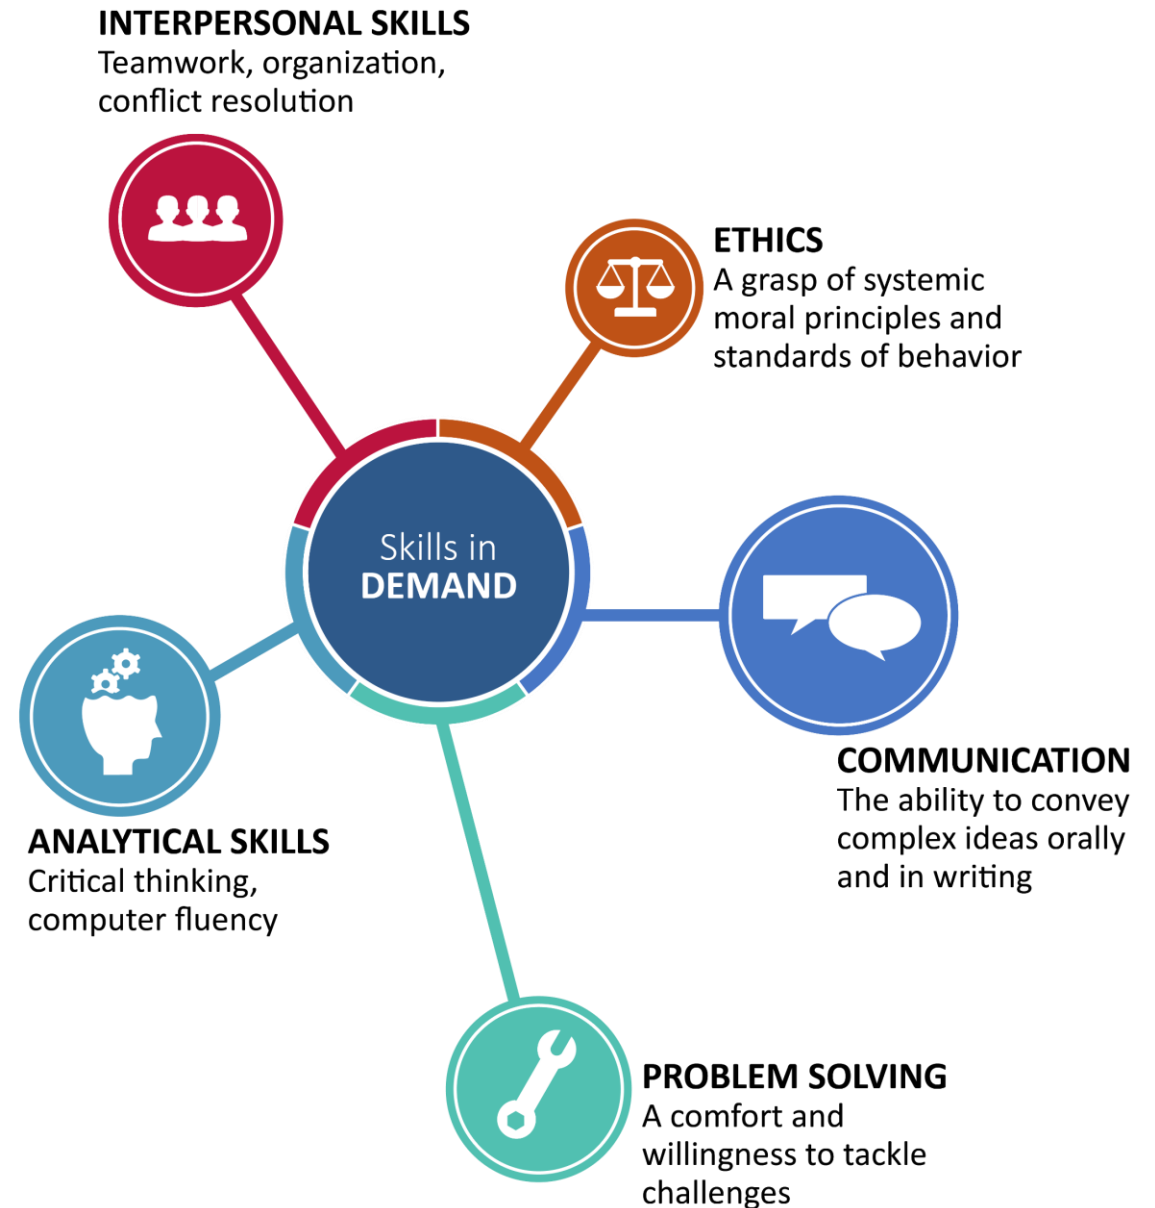 INTERPERSONAL SKILLS
Teamwork, organization,
conflict resolution
ETHICS
A grasp of systemic
moral principles and
standards of behavior
Skills in
DEMAND
COMMUNICATION
The ability to convey
complex ideas orally
and in writing
ANALYTICAL SKILLS
Critical thinking,
computer fluency
PROBLEM SOLVING
A comfort and
willingness to tackle
challenges